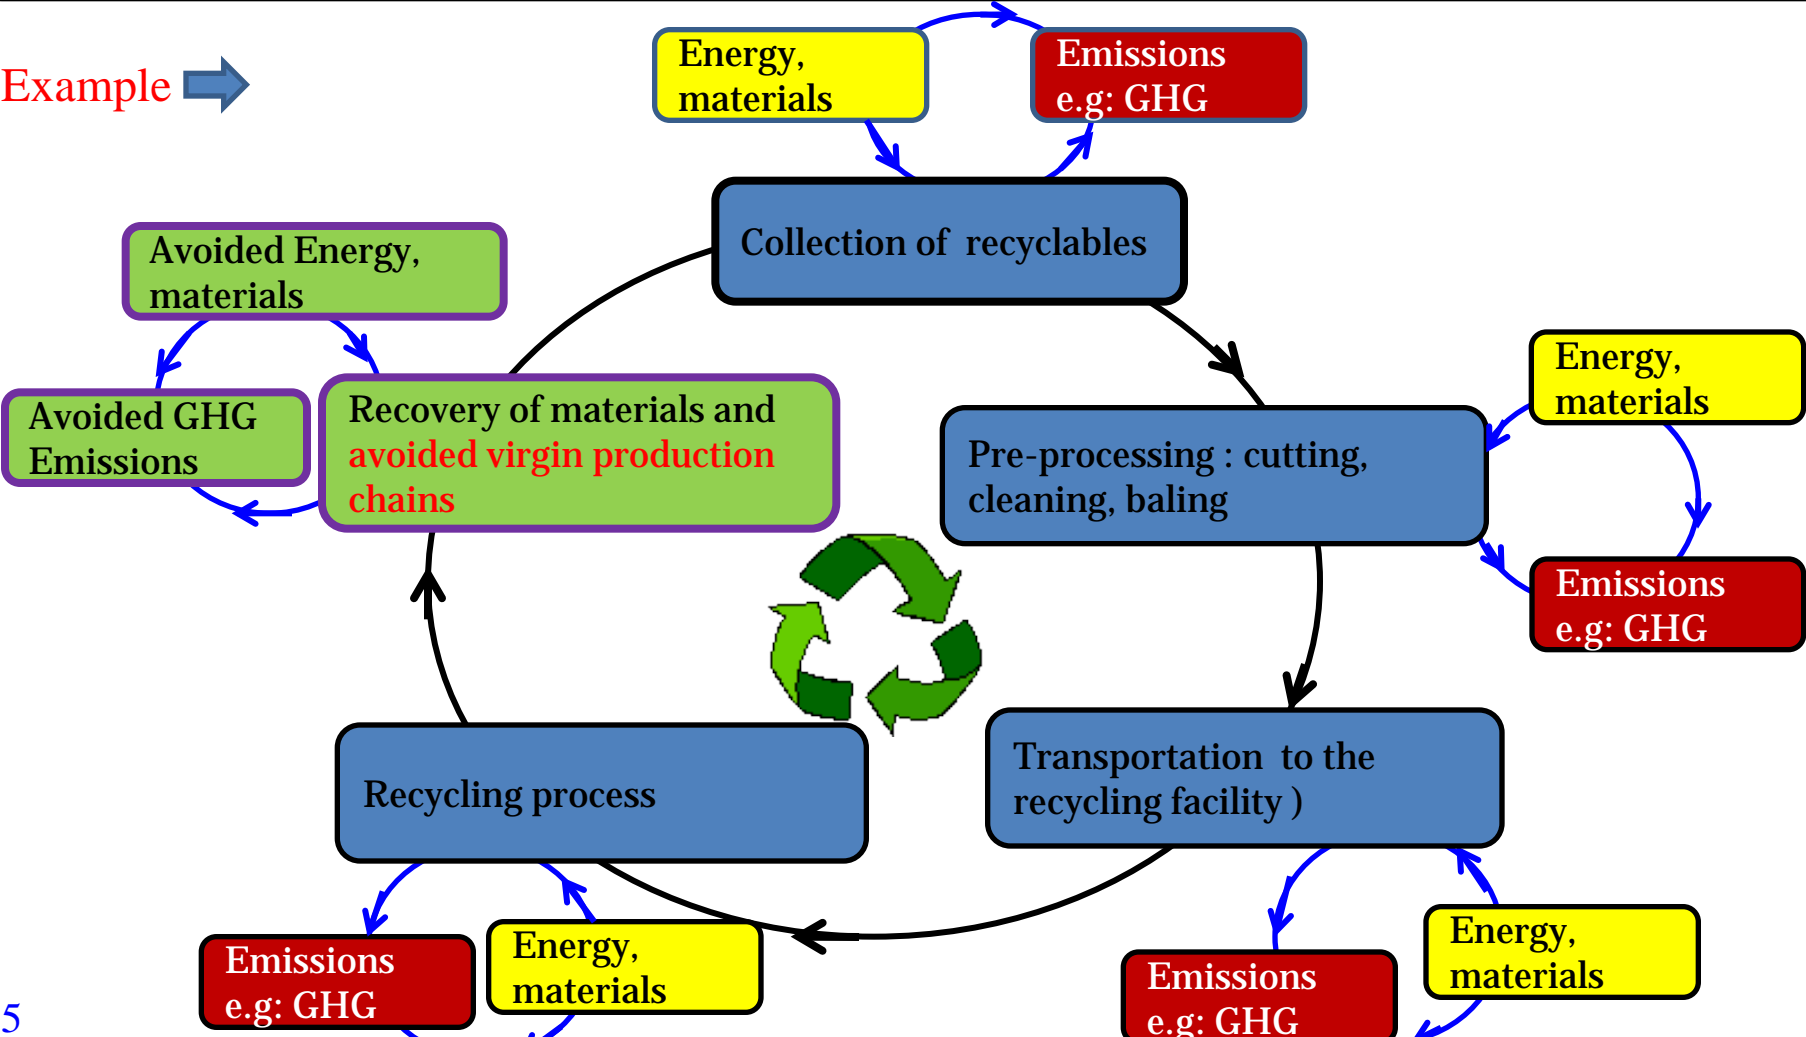 Example
Energy,
materials
Emissions
e.g: GHG
Collection of recyclables
Avoided Energy,
materials
Avoided GHG
Emissions
Recovery of materials and
avoided virgin production
chains
Energy,
materials
Pre-processing : cutting,
cleaning, baling
Emissions
e.g: GHG
Transportation to the
recycling facility )
Recycling process
Emissions
e.g: GHG
Energy,
materials
Emissions
e.g: GHG
Energy,
materials
5